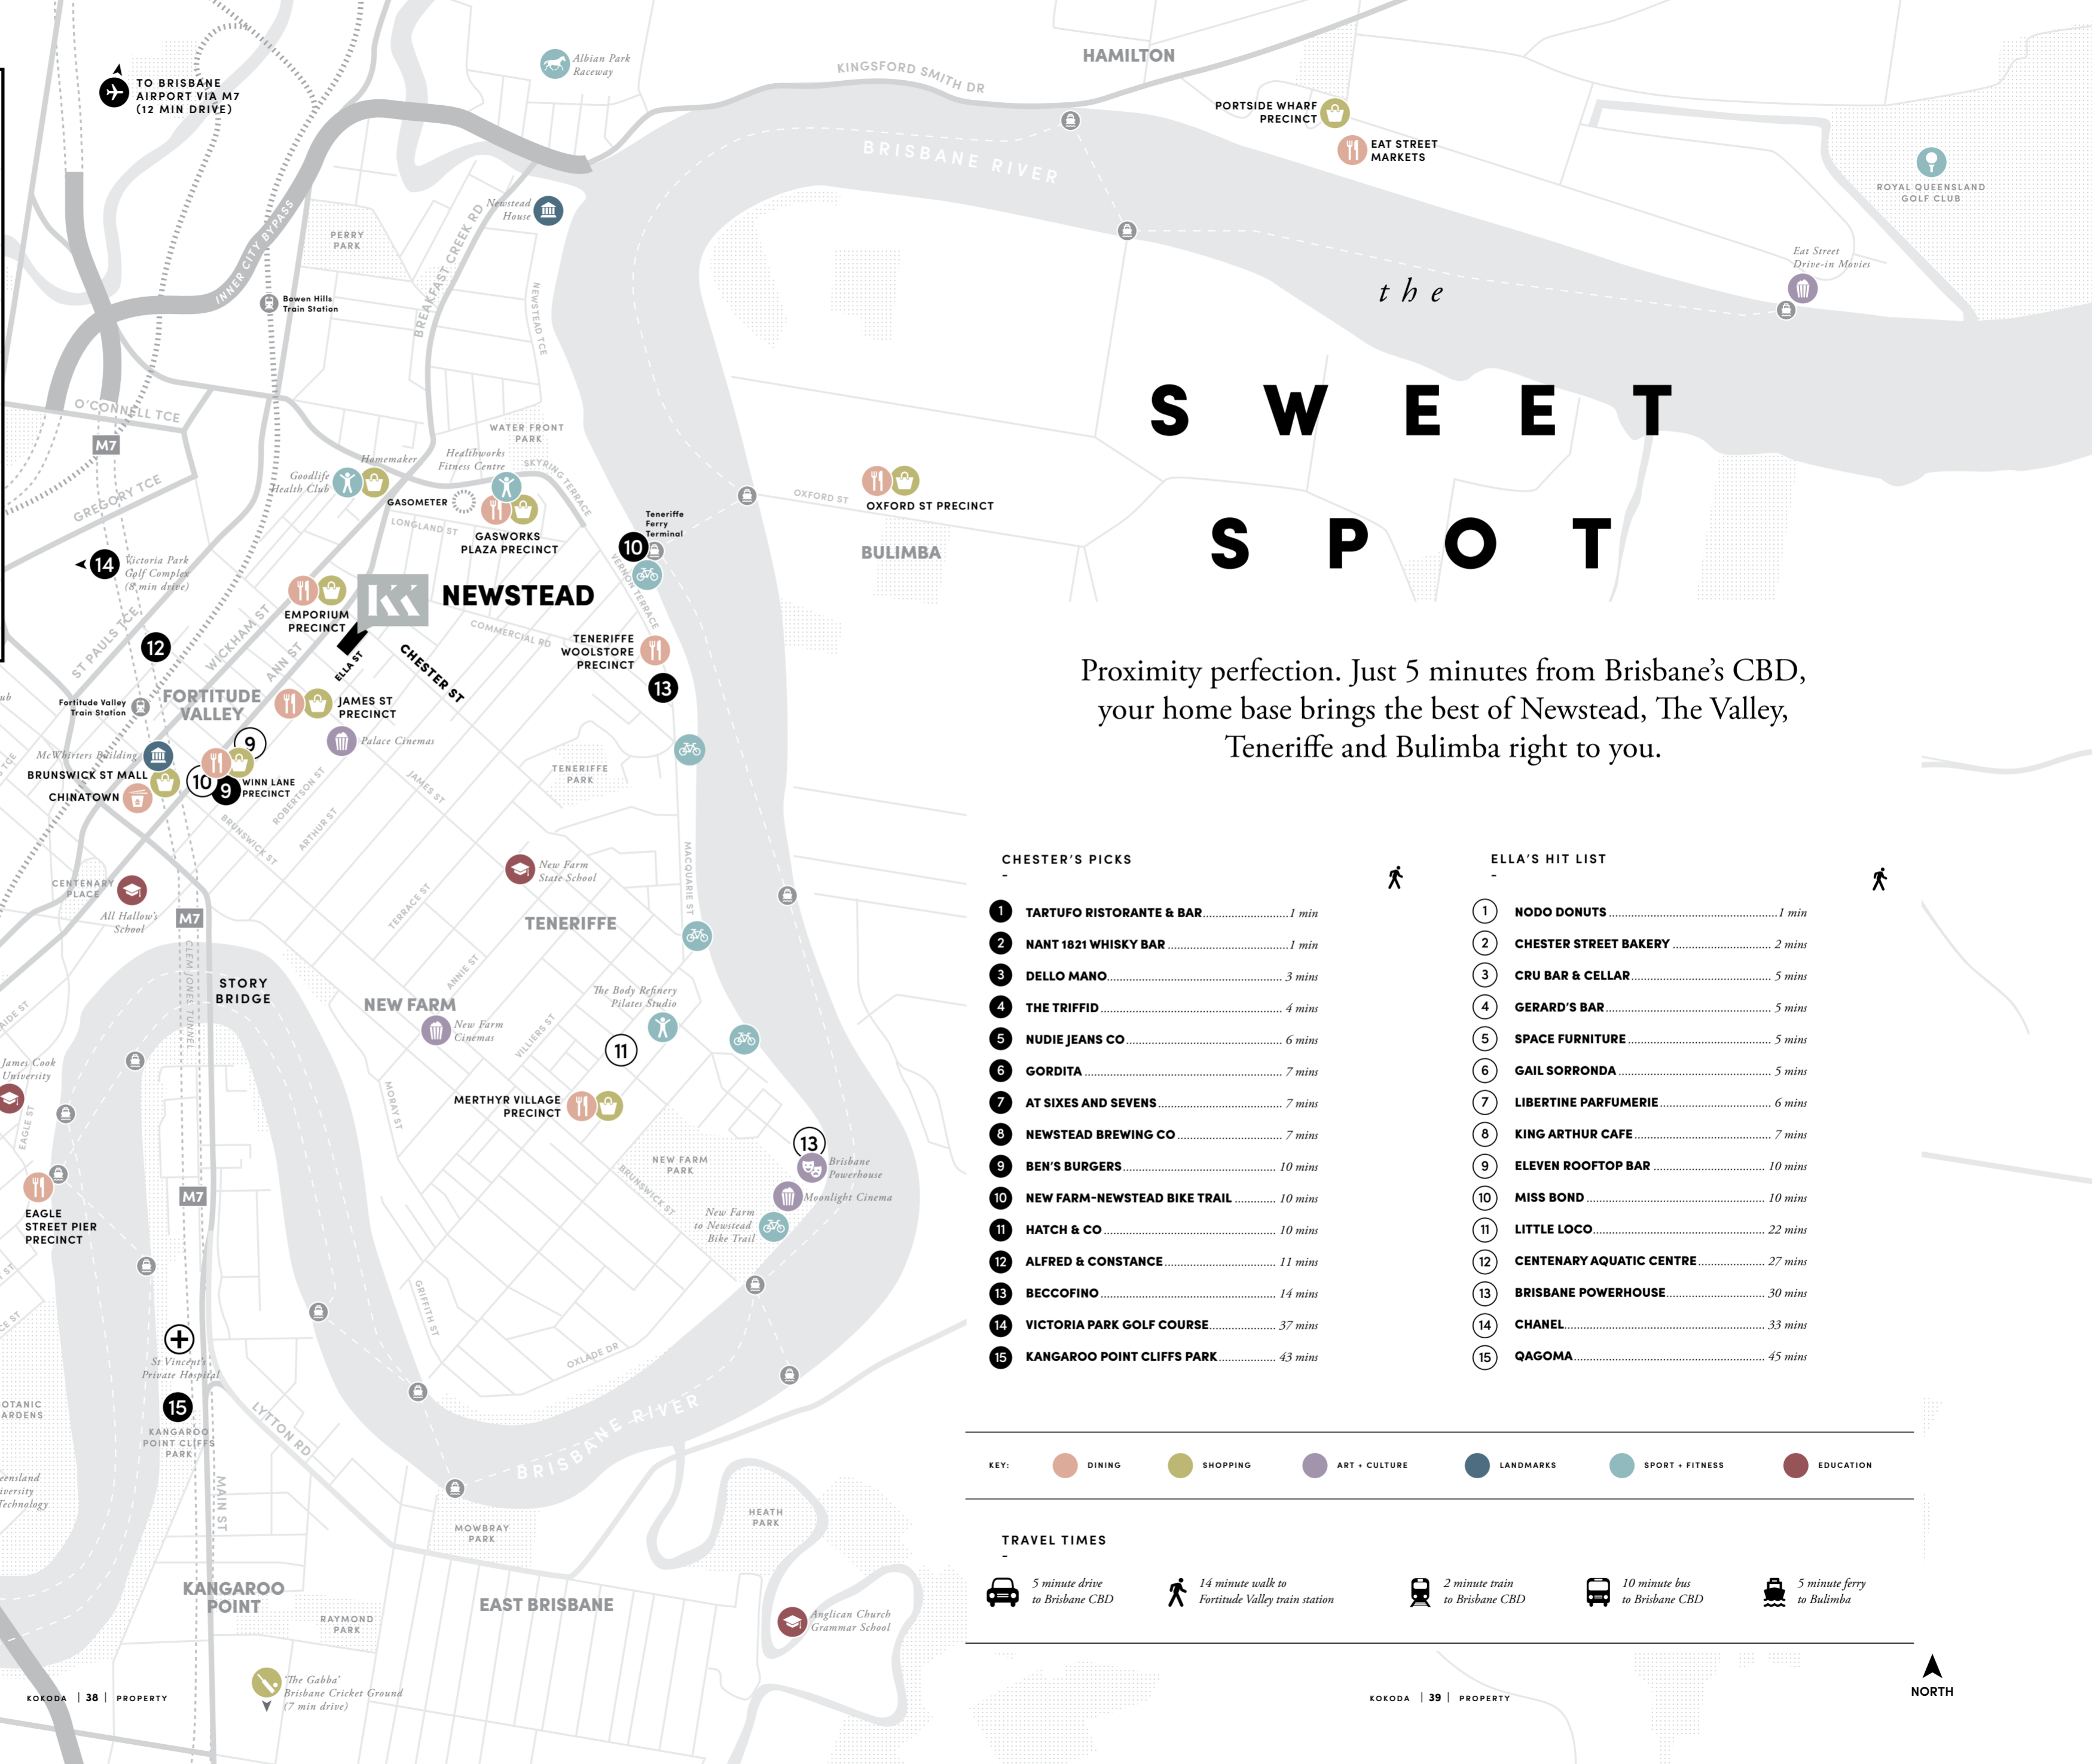 TO BRISBANE
AIRPORT VIA M7
(12 MIN DRIVE)
Albian Park
Raceway
KINGSFORD SMITH DR
HAMILTON
PORTSIDE WHARF
PRECINCT
EAT STREET
MARKETS
BRISBANE RIVER
ROYAL QUEENSLAND
GOLF CLUB
Eat Street
Drive-in Movies
Newstead
House
PERRY
PARK
INNER CITY BYPASS
BREAKFAST CREEK RD
NEWSTEAD TCE
Bowen Hills
Train Station
O'CONNELL TCE
M7
GREGORY TCE
WATER FRONT
PARK
Homemaker
Goodlife
Health Club
Healthworks
Fitness Centre
SKYRING TERRACE
GASOMETER
LONGLAND ST
GASWORKS
PLAZA PRECINCT
Teneriffe
Ferry
Terminal
10
VERNON TERRACE
OXFORD ST
OXFORD ST PRECINCT
BULIMBA
14
Victoria Park
Golf Complex
(8 min drive)
EMPORIUM
PRECINCT
KK
NEWSTEAD
COMMERCIAL RD
ELLA ST
CHESTER ST
TENERIFFE
WOOLSTORE
PRECINCT
13
ST PAULS TCE
WICKHAM ST
ANN ST
12
FORTITUDE
VALLEY
Fortitude Valley
Train Station
JAMES ST
PRECINCT
Palace Cinemas
9
McWhirters Building
BRUNSWICK ST MALL
CHINATOWN
10
9
WINN LANE
PRECINCT
ROBERTSON ST
ARTHUR ST
BRUNSWICK ST
JAMES ST
TENERIFFE
PARK
MACQUARIE ST
CENTENARY
PLACE
All Hallow's
School
M7
New Farm
State School
TERRACE ST
TENERIFFE
ANNIE ST
CLEM JONES TUNNEL
STORY
BRIDGE
NEW FARM
New Farm
Cinemas
The Body Refinery
Pilates Studio
VILLIERS ST
11
James Cook
University
EAGLE ST
MORAY ST
MERTHYR VILLAGE
PRECINCT
NEW FARM
PARK
BRUNSWICK ST
13
Brisbane
Powerhouse
Moonlight Cinema
New Farm
to Newstead
Bike Trail
M7
EAGLE
STREET PIER
PRECINCT
GRIFFITH ST
OXLADE DR
St Vincent's
Private Hospital
15
KANGAROO
POINT CLIFFS
PARK
LYTTON RD
MAIN ST
BRISBANE RIVER
MOWBRAY
PARK
HEATH
PARK
KANGAROO
POINT
RAYMOND
PARK
EAST BRISBANE
Anglican Church
Grammar School
'The Gabba'
Brisbane Cricket Ground
(7 min drive)
KOKODA | 38 | PROPERTY
the
SWEET
SPOT
Proximity perfection. Just 5 minutes from Brisbane's CBD,
your home base brings the best of Newstead, The Valley,
Teneriffe and Bulimba right to you.
CHESTER'S PICKS
-
1 TARTUFO RISTORANTE & BAR 1 min
2 NANT 1821 WHISKY BAR 1 min
3 DELLO MANO 3 mins
4 THE TRIFFID 4 mins
5 NUDIE JEANS CO 6 mins
6 GORDITA 7 mins
7 AT SIXES AND SEVENS 7 mins
8 NEWSTEAD BREWING CO 7 mins
9 BEN'S BURGERS 10 mins
10 NEW FARM-NEWSTEAD BIKE TRAIL 10 mins
11 HATCH & CO 10 mins
12 ALFRED & CONSTANCE 11 mins
13 BECCOFINO 14 mins
14 VICTORIA PARK GOLF COURSE 37 mins
15 KANGAROO POINT CLIFFS PARK 43 mins
ELLA'S HIT LIST
-
1 NODO DONUTS 1 min
2 CHESTER STREET BAKERY 2 mins
3 CRU BAR & CELLAR 5 mins
4 GERARD'S BAR 5 mins
5 SPACE FURNITURE 5 mins
6 GAIL SORRONDA 5 mins
7 LIBERTINE PARFUMERIE 6 mins
8 KING ARTHUR CAFE 7 mins
9 ELEVEN ROOFTOP BAR 10 mins
10 MISS BOND 10 mins
11 LITTLE LOCO 22 mins
12 CENTENARY AQUATIC CENTRE 27 mins
13 BRISBANE POWERHOUSE 30 mins
14 CHANEL 33 mins
15 QAGOMA 45 mins
KEY: DINING SHOPPING ART + CULTURE LANDMARKS SPORT + FITNESS EDUCATION
TRAVEL TIMES
-
5 minute drive
to Brisbane CBD
14 minute walk to
Fortitude Valley train station
2 minute train
to Brisbane CBD
10 minute bus
to Brisbane CBD
5 minute ferry
to Bulimba
KOKODA | 39 | PROPERTY
NORTH